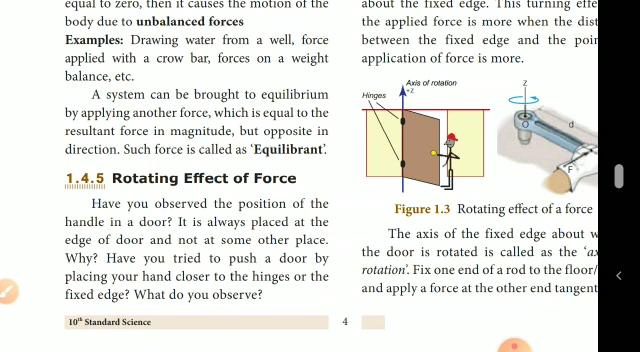 equal to zero, then it causes the motion of the
body due to unbalanced forces
Examples: Drawing water from a well, force
applied with a crow bar, forces on a weight
balance, etc.
A system can be brought to equilibrium
by applying another force, which is equal to the
resultant force in magnitude, but opposite in
direction. Such force is called as ‘Equilibrant’.
1.4.5 Rotating Effect of Force
Have you observed the position of the
handle in a door? It is always placed at the
edge of door and not at some other place.
Why? Have you tried to push a door by
placing your hand closer to the hinges or the
fixed edge? What do you observe?
about the fixed edge. This turning
the applied force is more when the
between the fixed edge and the
application of force is more.
Axis of rotation
+Z
Hinges
Z
O
d
F
Figure 1.3 Rotating effect of a force
The axis of the fixed edge about
the door is rotated is called as the
rotation’. Fix one end of a rod to the floor/
and apply a force at the other end
10th Standard Science
4